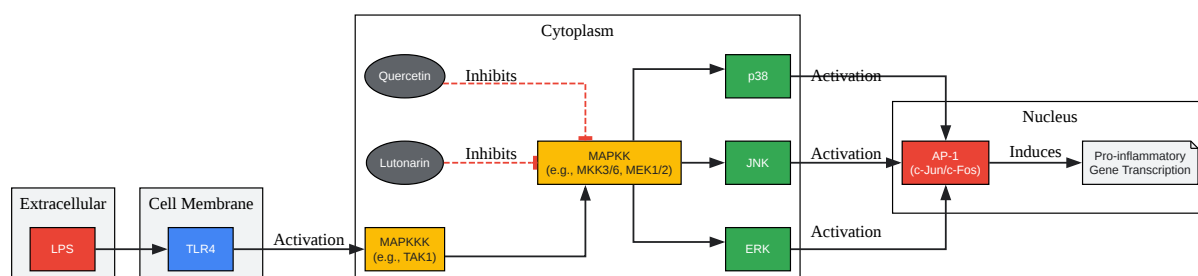 Cytoplasm
Quercetin
Inhibits
p38
Activation
Nucleus
Lutonarin
Inhibits
MAPKK
(e.g., MKK3/6, MEK1/2)
JNK
Activation
AP-1
(c-Jun/c-Fos)
Induces
Pro-inflammatory
Gene Transcription
Extracellular
Cell Membrane
LPS
TLR4
Activation
MAPKKK
(e.g., TAK1)
ERK
Activation